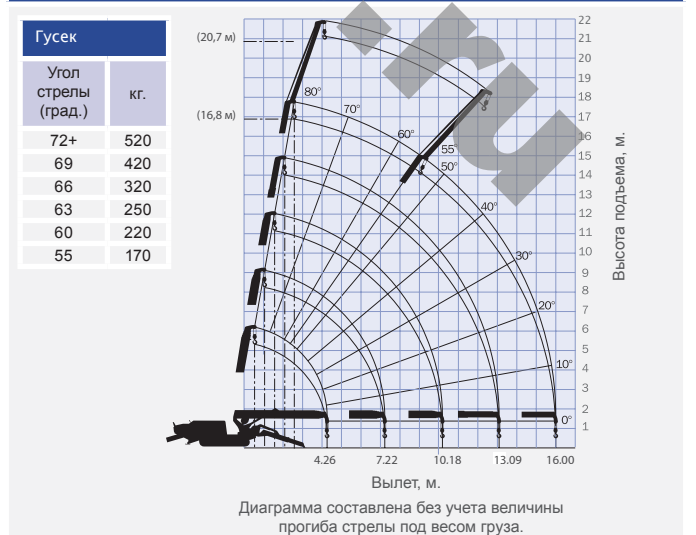 Гусек
Угол
стрелы
(град.)
кг.
72+ 520
69 420
66 320
63 250
60 220
55 170
(20,7 м)
(16,8 м)
80°
70°
60°
55°
50°
40°
30°
20°
10°
0°
22
21
20
19
18
17
16
15
14
13
12
11
10
9
8
7
6
5
4
3
2
1
Высота подъема, м.
4.26 7.22 10.18 13.09 16.00
Вылет, м.
Диаграмма составлена без учета величины
прогиба стрелы под весом груза.
.ru